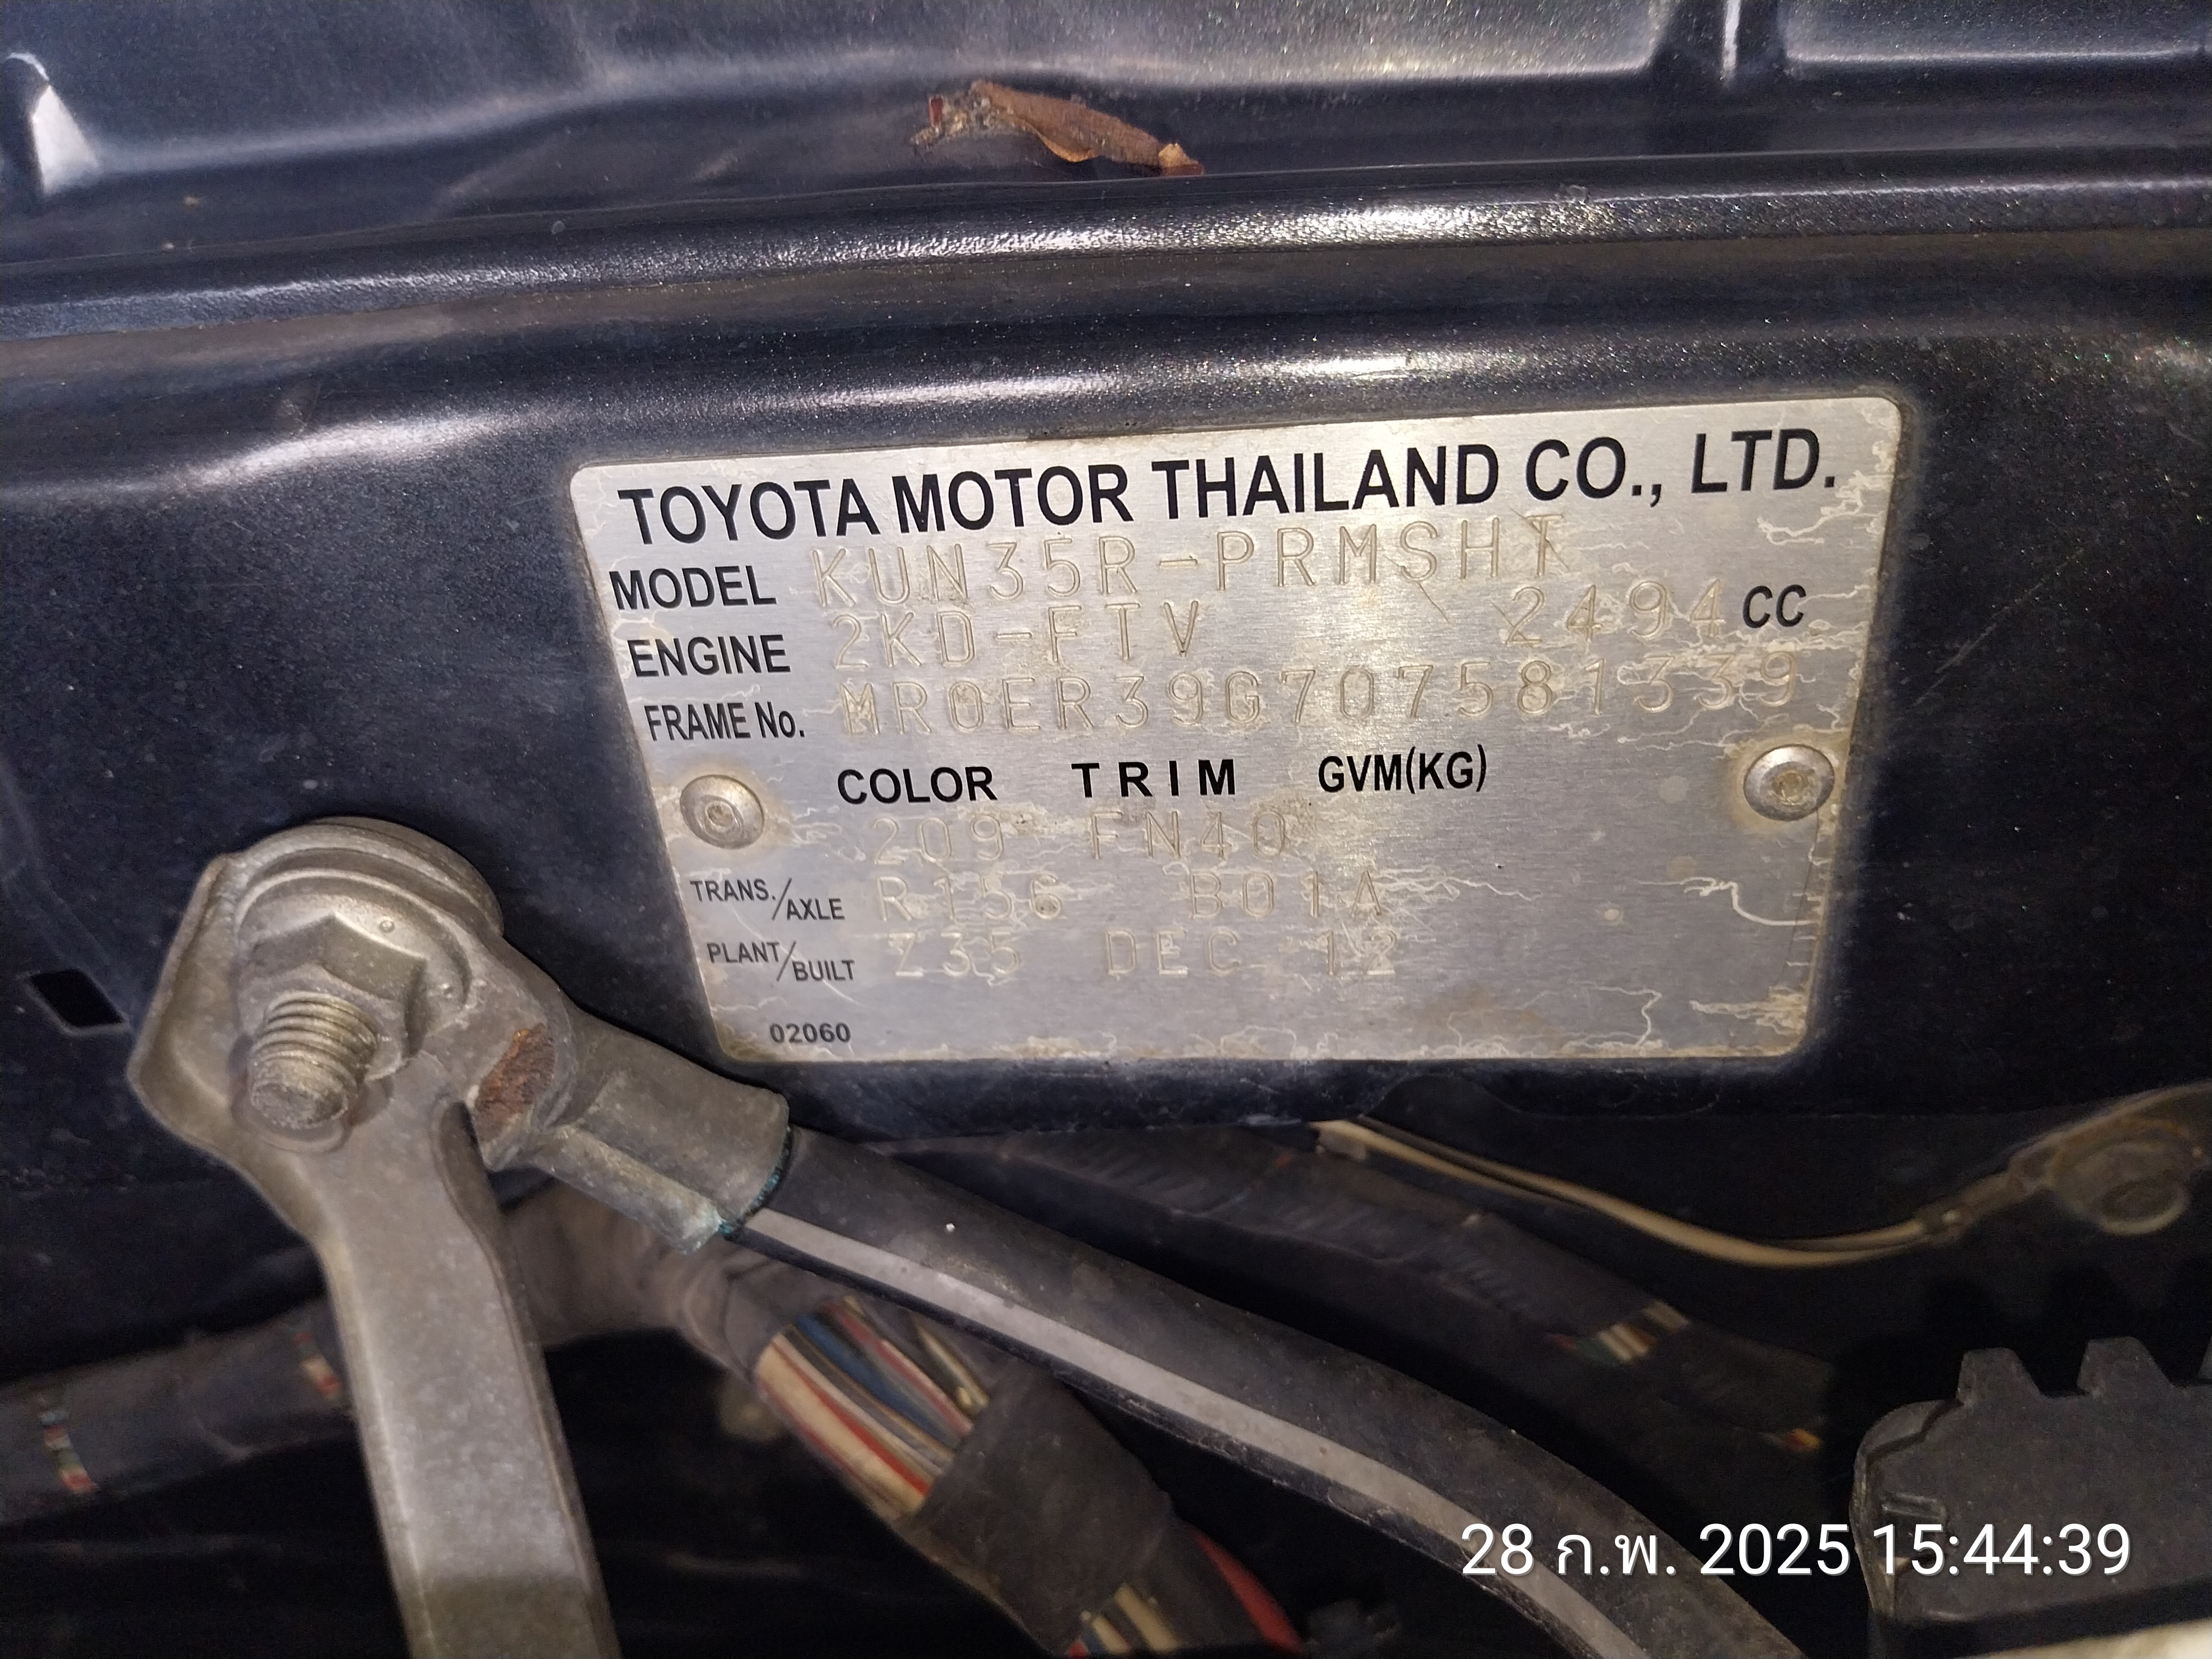 TOYOTA MOTOR THAILAND CO., LTD.
MODEL KUN35R-PRMSHT
ENGINE 2KD-FTV 2494 CC
FRAME No. MR0ER39G707581339
COLOR TRIM GVM(KG)
209 FN40
TRANS./AXLE R156 B01A
PLANT/BUILT Z35 DEC 12
02060
28 ก.พ. 2025 15:44:39